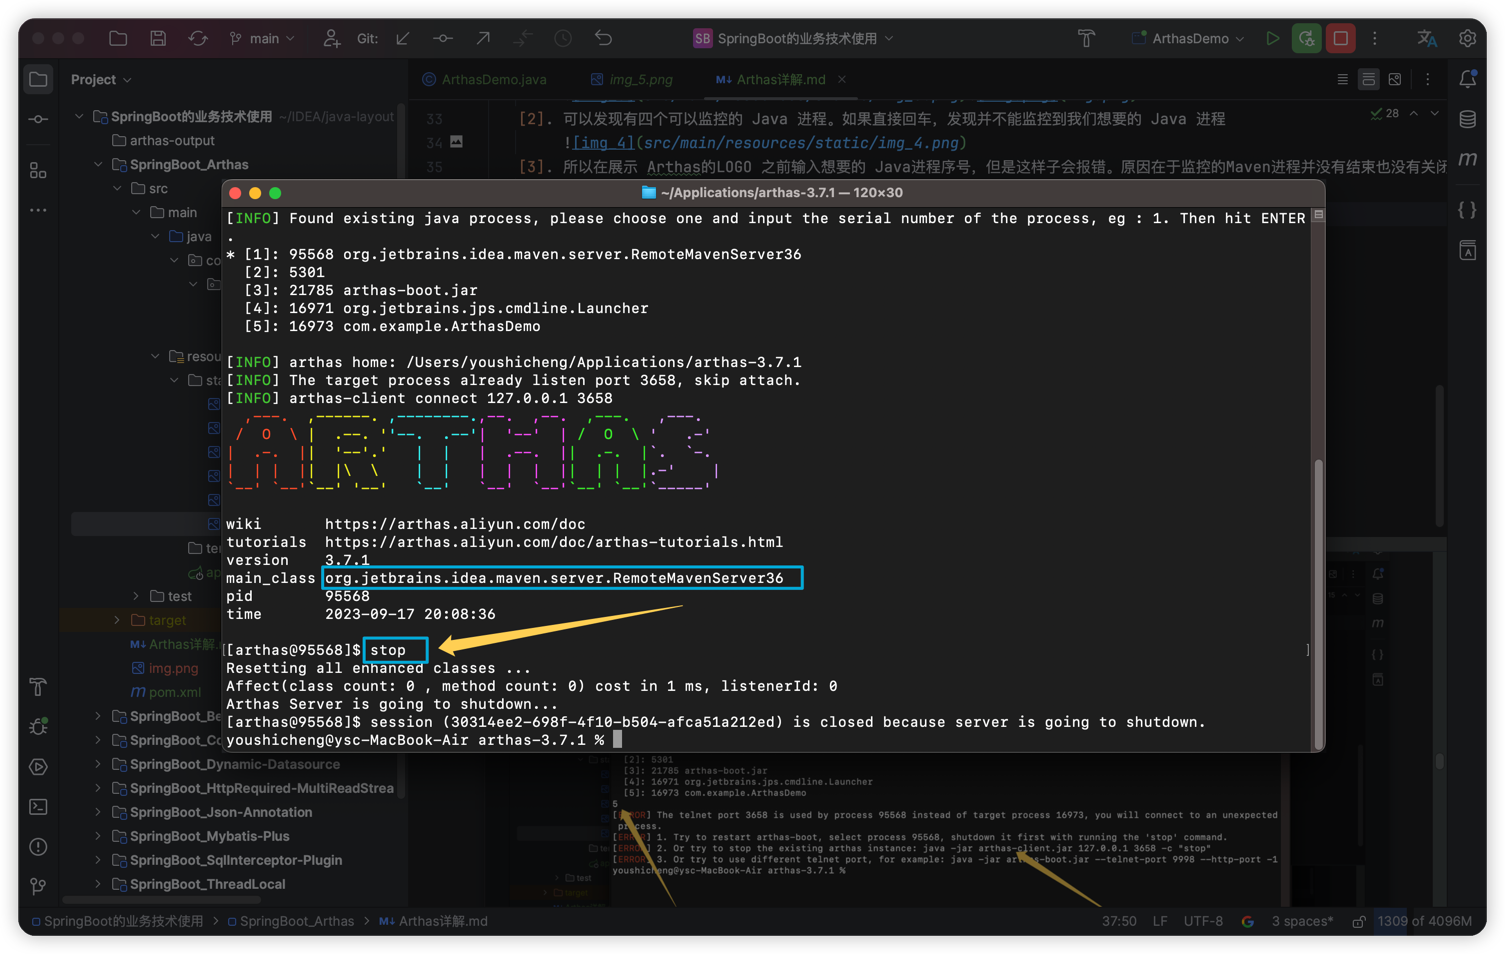 main
Git:
SB SpringBoot的业务技术使用
ArthasDemo
Project
ArthasDemo.java
img_5.png
M↓ Arthas详解.md
SpringBoot的业务技术使用 ~/IDEA/java-layout
arthas-output
SpringBoot_Arthas
src
main
java
co
resou
sta
ter
ap
test
target
M↓ Arthas详解.
img.png
m pom.xml
SpringBoot_Be
SpringBoot_Co
SpringBoot_Dynamic-Datasource
SpringBoot_HttpRequired-MultiReadStrea
SpringBoot_Json-Annotation
SpringBoot_Mybatis-Plus
SpringBoot_SqlInterceptor-Plugin
SpringBoot_ThreadLocal
28
33 [2]. 可以发现有四个可以监控的 Java 进程。如果直接回车，发现并不能监控到我们想要的 Java 进程
34 ![img_4](src/main/resources/static/img_4.png)
35 [3]. 所以在展示 Arthas的LOGO 之前输入想要的 Java进程序号，但是这样子会报错。原因在于监控的Maven进程并没有结束也没有关闭
~/Applications/arthas-3.7.1 — 120×30
[INFO] Found existing java process, please choose one and input the serial number of the process, eg : 1. Then hit ENTER
.
* [1]: 95568 org.jetbrains.idea.maven.server.RemoteMavenServer36
[2]: 5301
[3]: 21785 arthas-boot.jar
[4]: 16971 org.jetbrains.jps.cmdline.Launcher
[5]: 16973 com.example.ArthasDemo
[INFO] arthas home: /Users/youshicheng/Applications/arthas-3.7.1
[INFO] The target process already listen port 3658, skip attach.
[INFO] arthas-client connect 127.0.0.1 3658
ARTHAS
wiki https://arthas.aliyun.com/doc
tutorials https://arthas.aliyun.com/doc/arthas-tutorials.html
version 3.7.1
main_class org.jetbrains.idea.maven.server.RemoteMavenServer36
pid 95568
time 2023-09-17 20:08:36
[[arthas@95568]$ stop ]
Resetting all enhanced classes ...
Affect(class count: 0 , method count: 0) cost in 1 ms, listenerId: 0
Arthas Server is going to shutdown...
[arthas@95568]$ session (30314ee2-698f-4f10-b504-afca51a212ed) is closed because server is going to shutdown.
youshicheng@ysc-MacBook-Air arthas-3.7.1 %
[2]: 5301
[3]: 21785 arthas-boot.jar
[4]: 16971 org.jetbrains.jps.cmdline.Launcher
[5]: 16973 com.example.ArthasDemo
5
[ERROR] The telnet port 3658 is used by process 95568 instead of target process 16973, you will connect to an unexpected
process.
[ERROR] 1. Try to restart arthas-boot, select process 95568, shutdown it first with running the 'stop' command.
[ERROR] 2. Or try to stop the existing arthas instance: java -jar arthas-client.jar 127.0.0.1 3658 -c "stop"
[ERROR] 3. Or try to use different telnet port, for example: java -jar arthas-boot.jar --telnet-port 9998 --http-port -1
youshicheng@ysc-MacBook-Air arthas-3.7.1 %
test
target
SpringBoot的业务技术使用 > SpringBoot_Arthas > M↓ Arthas详解.md
37:50 LF UTF-8 3 spaces* 1309 of 4096M